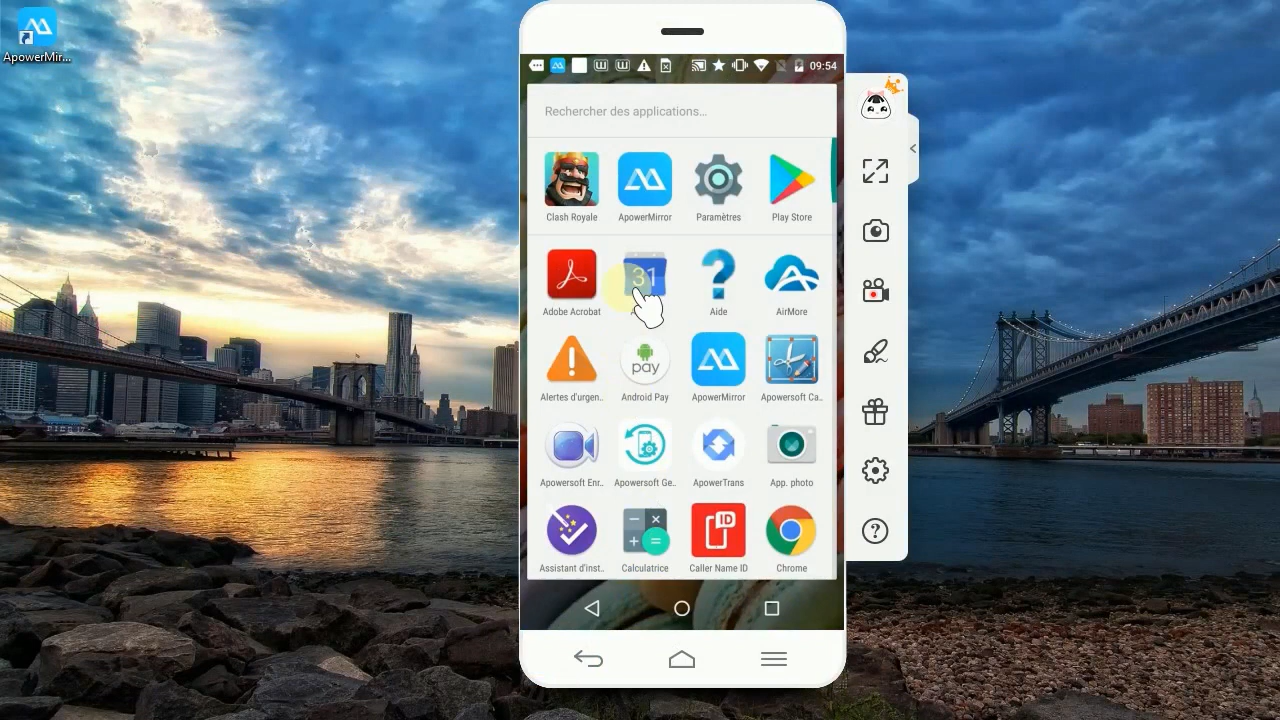 ApowerMir...
09:54
Rechercher des applications...
Clash Royale
ApowerMirror
Paramètres
Play Store
31
Adobe Acrobat
Aide
AirMore
pay
Alertes d'urgen..
Android Pay
ApowerMirror
Apowersoft Ca..
Apowersoft Enr..
Apowersoft Ge..
ApowerTrans
App. photo
ID
Assistant d'inst..
Calculatrice
Caller Name ID
Chrome